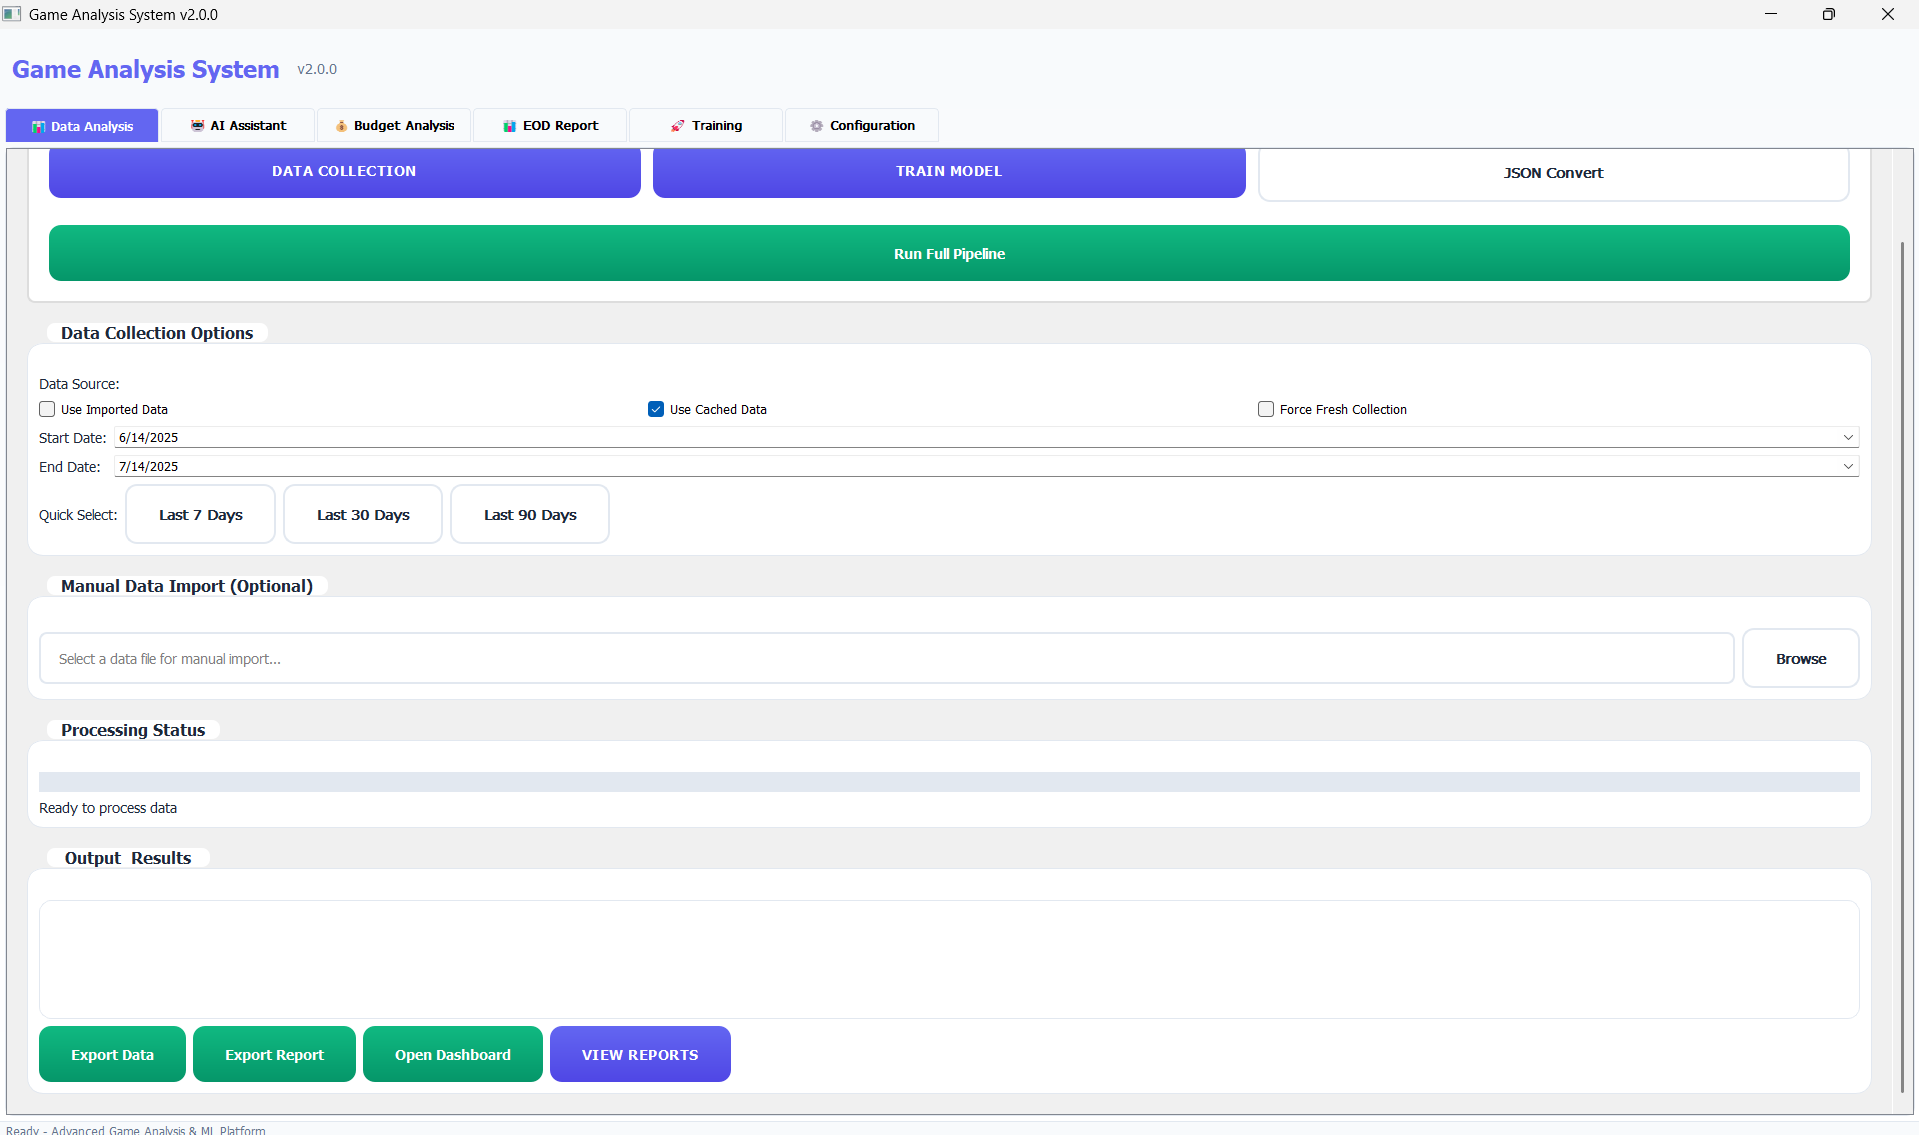 Game Analysis System v2.0.0
Game Analysis System v2.0.0
Data Analysis AI Assistant Budget Analysis EOD Report Training Configuration
DATA COLLECTION TRAIN MODEL JSON Convert
Run Full Pipeline
Data Collection Options
Data Source:
Use Imported Data Use Cached Data Force Fresh Collection
Start Date: 6/14/2025
End Date: 7/14/2025
Quick Select: Last 7 Days Last 30 Days Last 90 Days
Manual Data Import (Optional)
Select a data file for manual import... Browse
Processing Status
Ready to process data
Output  Results
Export Data Export Report Open Dashboard VIEW REPORTS
Ready - Advanced Game Analysis & ML Platform